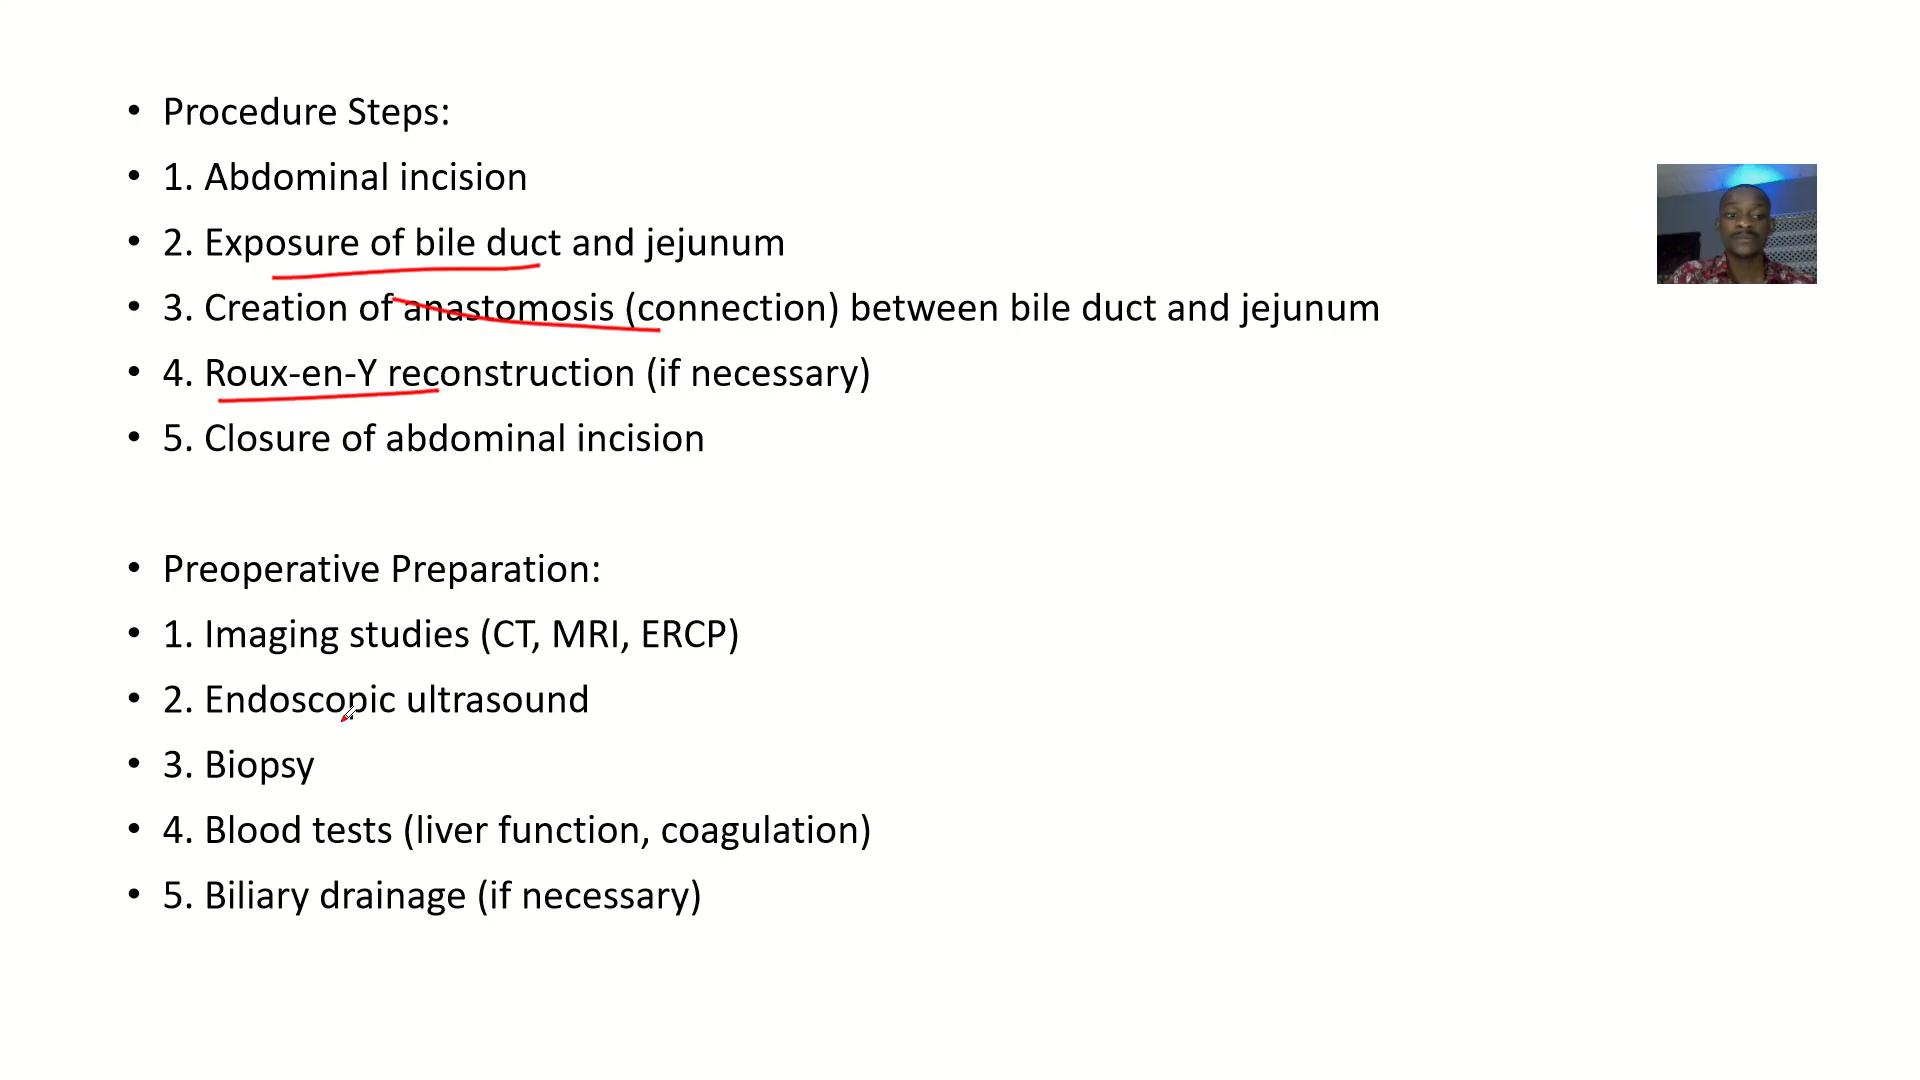 • Procedure Steps:
• 1. Abdominal incision
• 2. Exposure of bile duct and jejunum
• 3. Creation of anastomosis (connection) between bile duct and jejunum
• 4. Roux-en-Y reconstruction (if necessary)
• 5. Closure of abdominal incision
• Preoperative Preparation:
• 1. Imaging studies (CT, MRI, ERCP)
• 2. Endoscopic ultrasound
• 3. Biopsy
• 4. Blood tests (liver function, coagulation)
• 5. Biliary drainage (if necessary)